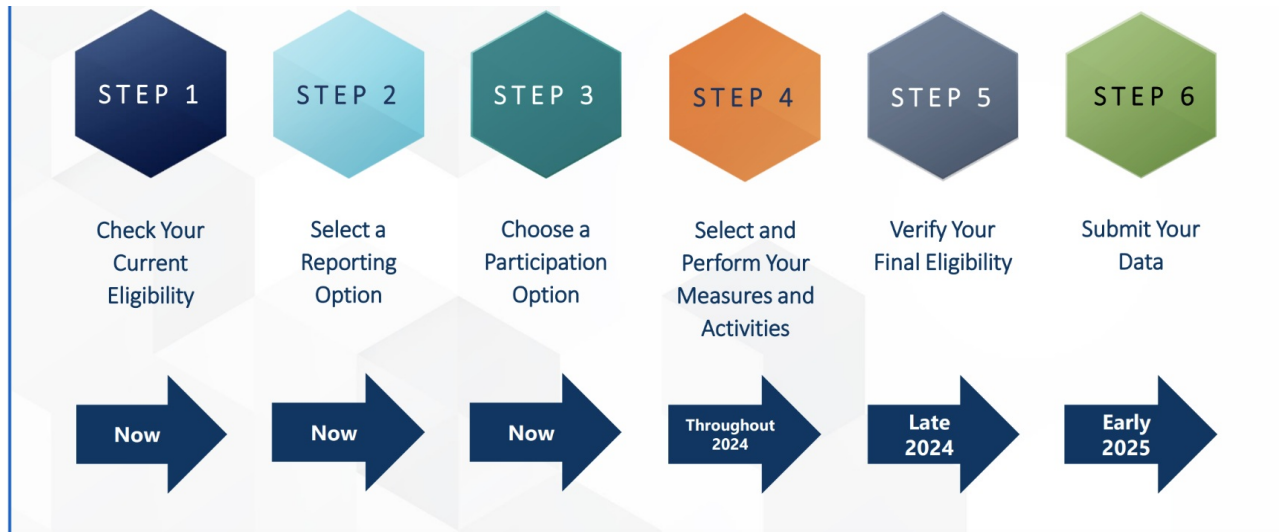 STEP 1
STEP 2
STEP 3
STEP 4
STEP 5
STEP 6
Check Your
Current
Eligibility
Select a
Reporting
Option
Choose a
Participation
Option
Select and
Perform Your
Measures and
Activities
Verify Your
Final Eligibility
Submit Your
Data
Now
Now
Now
Throughout
2024
Late
2024
Early
2025